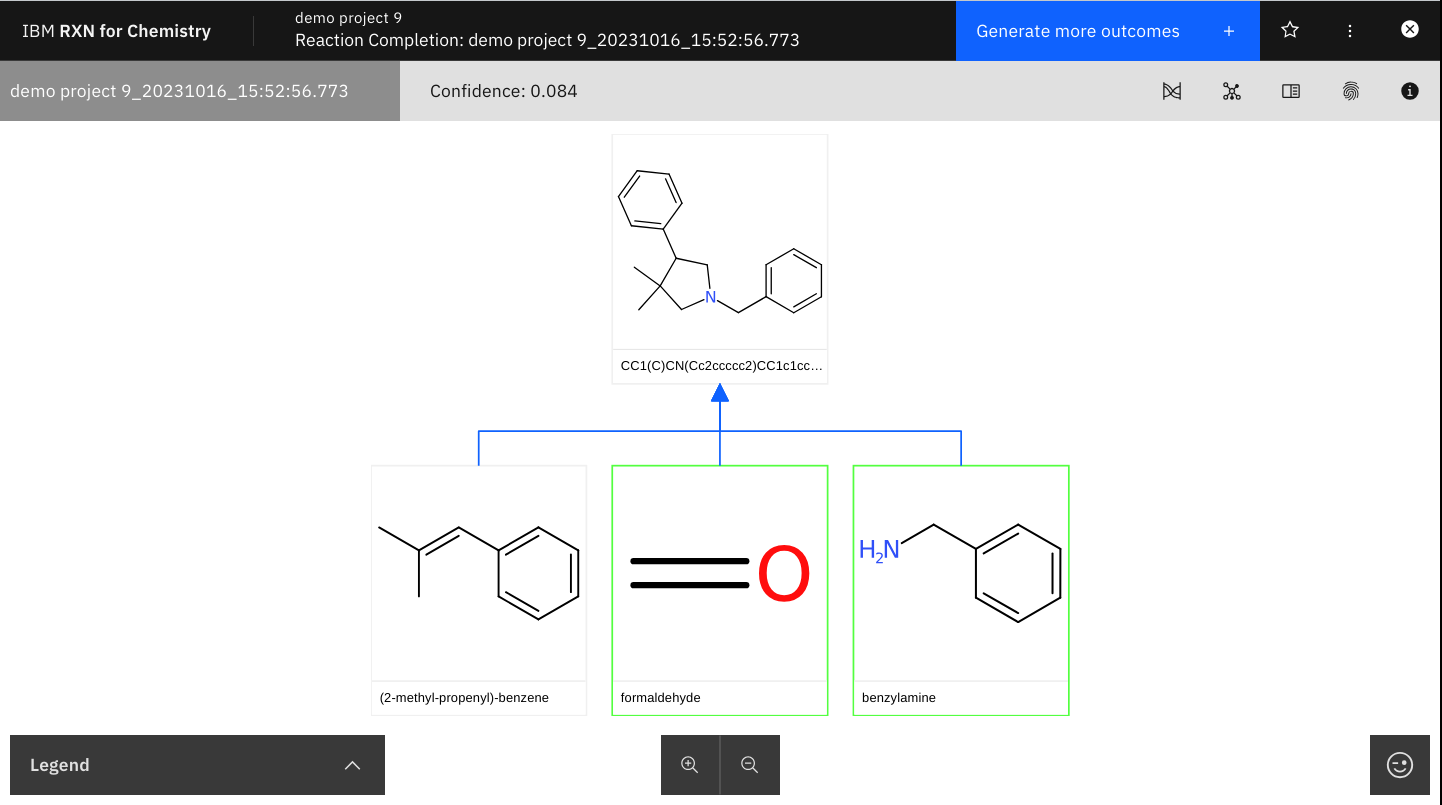 IBM RXN for Chemistry
demo project 9
Reaction Completion: demo project 9_20231016_15:52:56.773
Generate more outcomes +
demo project 9_20231016_15:52:56.773
Confidence: 0.084
N
CC1(C)CN(Cc2ccccc2)CC1c1cc...
O
H2N
(2-methyl-propenyl)-benzene
formaldehyde
benzylamine
Legend